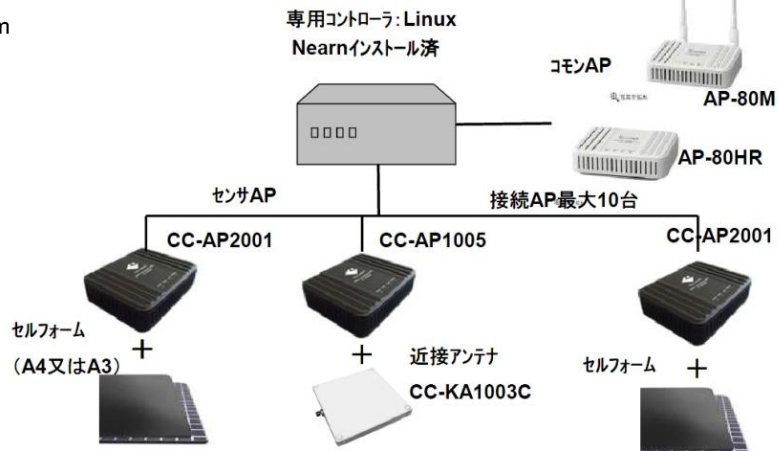 m
専用コントローラ:Linux
Nearnインストール済
コモンAP
AP-80M
AP-80HR
センサAP
接続AP最大10台
CC-AP2001
CC-AP1005
CC-AP2001
セルフォーム
(A4又はA3)
+
+
近接アンテナ
CC-KA1003C
セルフォーム
+